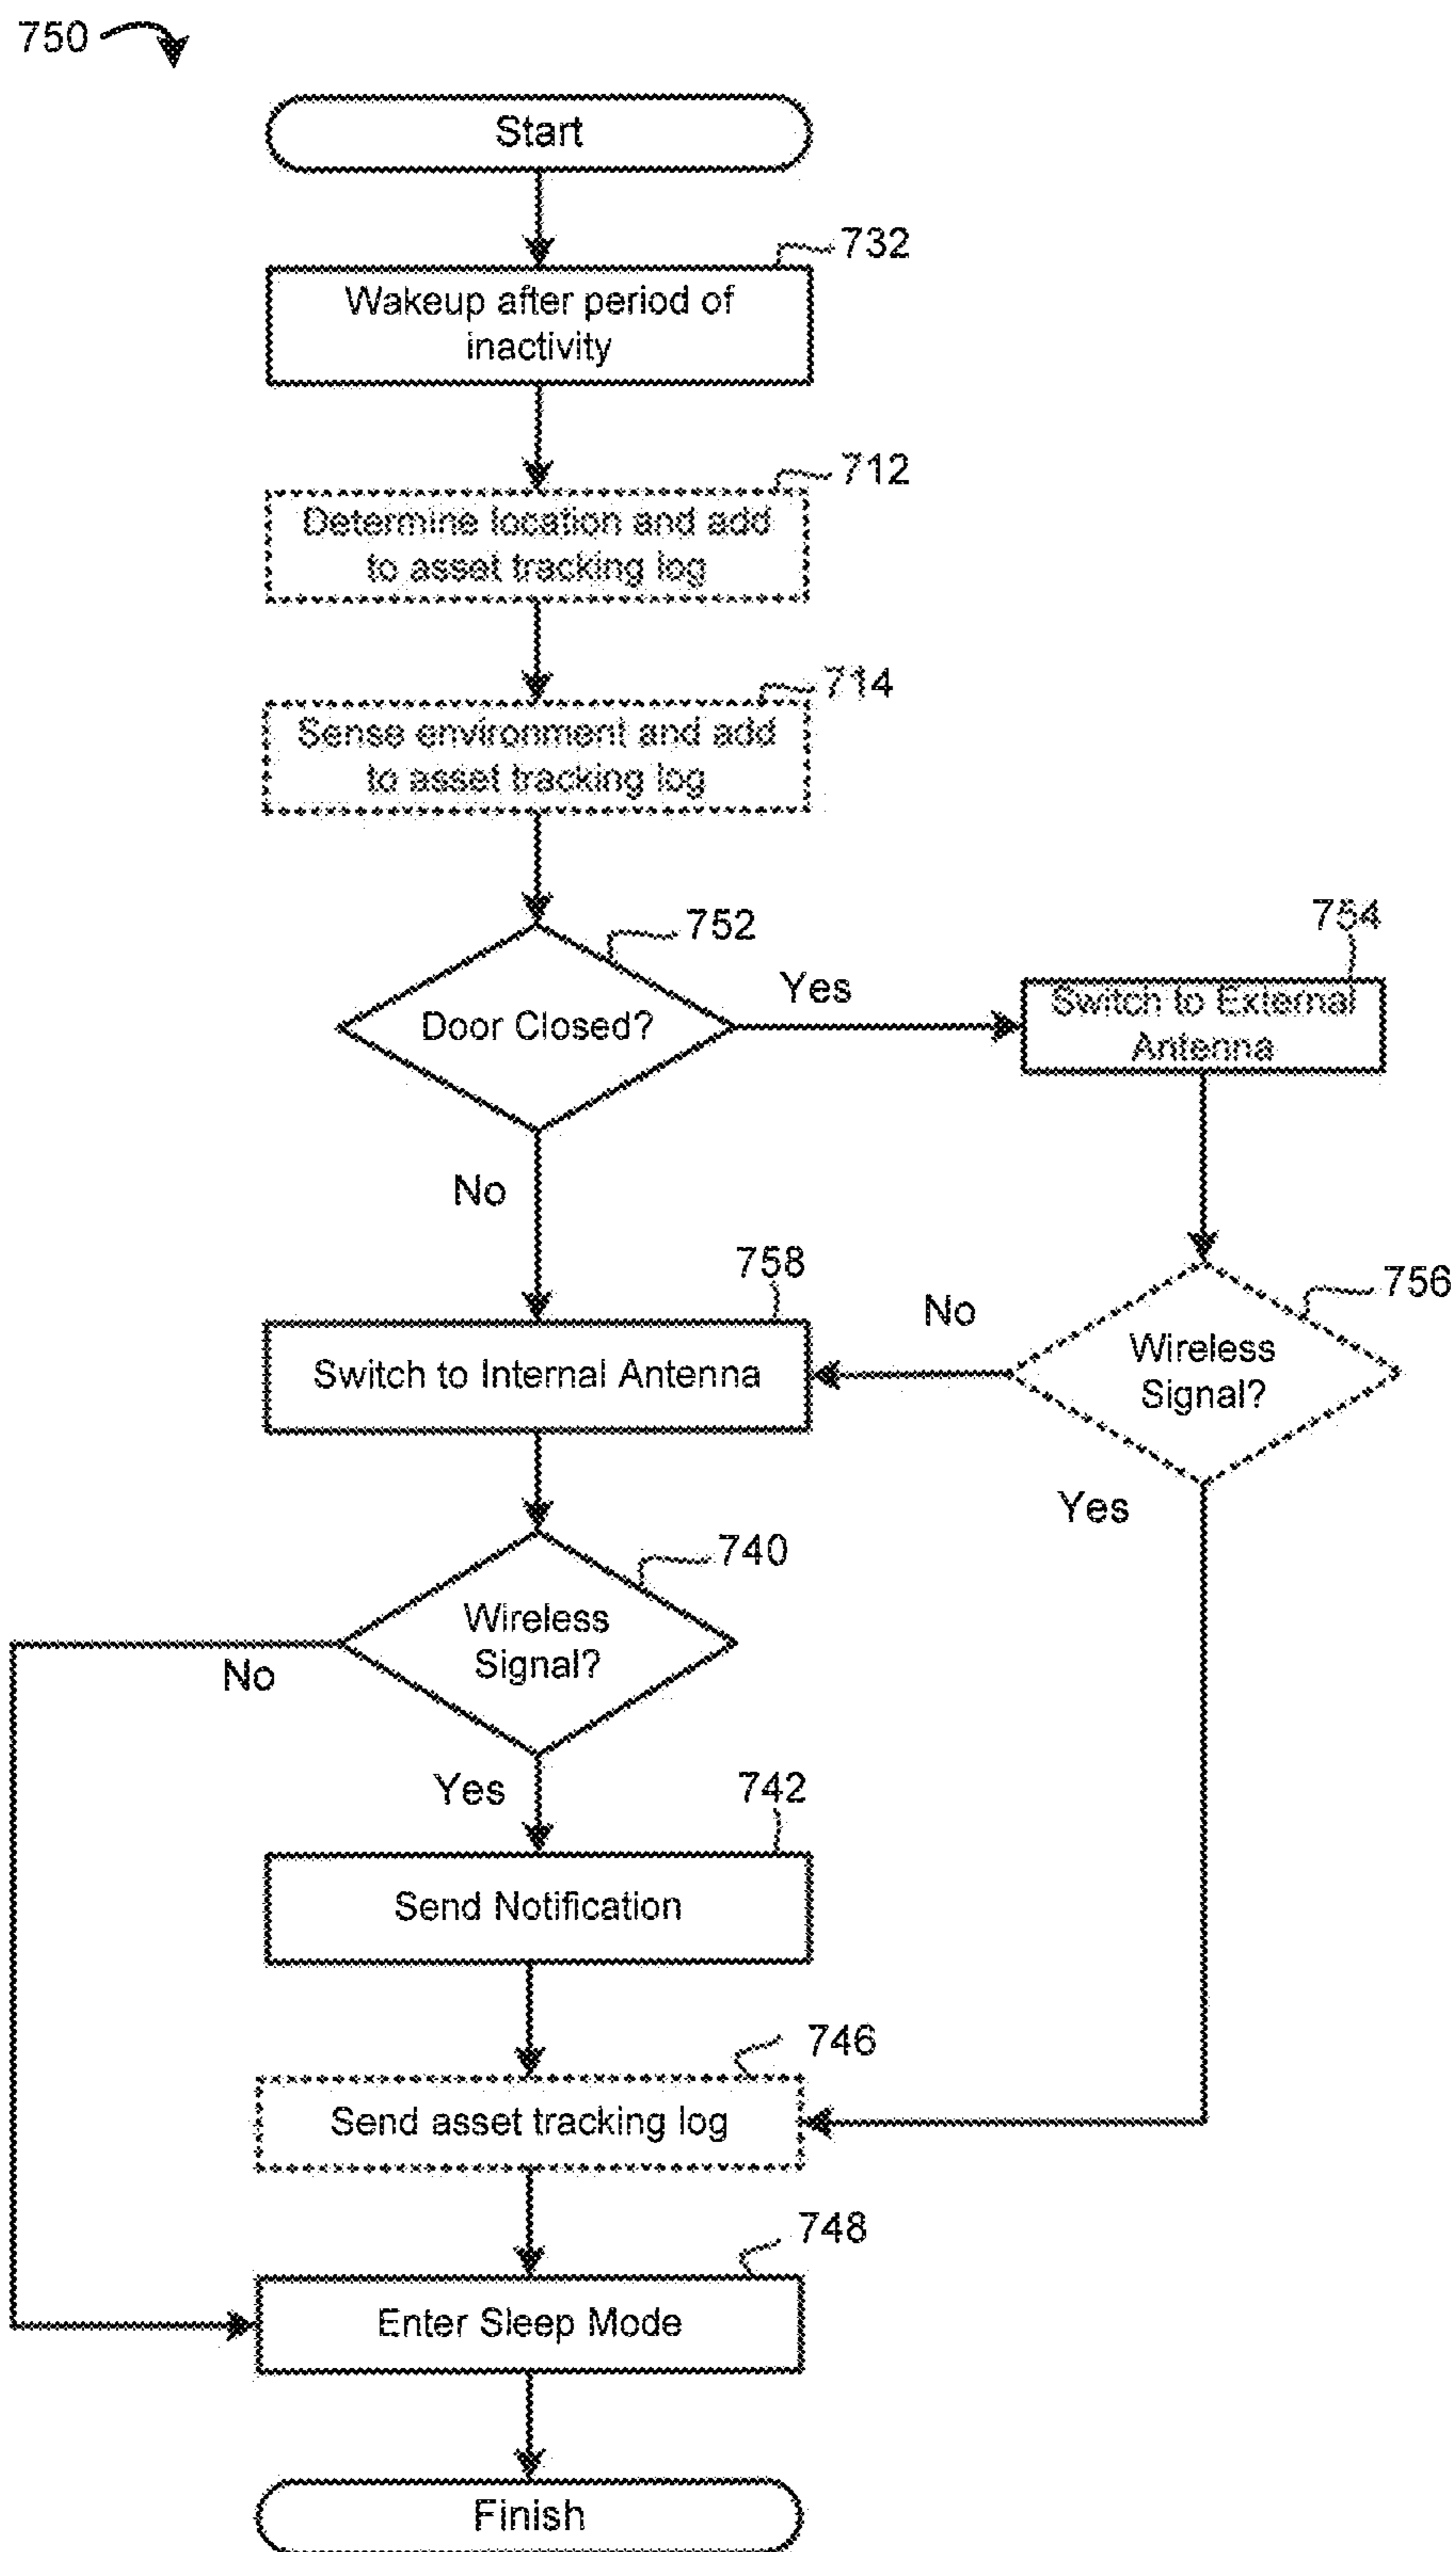 750
Start
732
Wakeup after period of
inactivity
712
Determine location and add
to asset tracking log
714
Sense environment and add
to asset tracking log
752
Door Closed?
Yes
754
Switch to External
Antenna
No
758
Switch to Internal Antenna
No
756
Wireless
Signal?
Yes
740
Wireless
Signal?
No
Yes
742
Send Notification
746
Send asset tracking log
748
Enter Sleep Mode
Finish